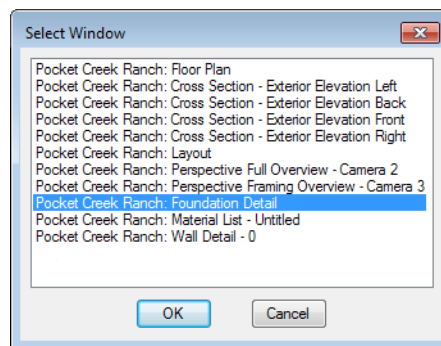 Select Window
Pocket Creek Ranch: Floor Plan
Pocket Creek Ranch: Cross Section - Exterior Elevation Left
Pocket Creek Ranch: Cross Section - Exterior Elevation Back
Pocket Creek Ranch: Cross Section - Exterior Elevation Front
Pocket Creek Ranch: Cross Section - Exterior Elevation Right
Pocket Creek Ranch: Layout
Pocket Creek Ranch: Perspective Full Overview - Camera 2
Pocket Creek Ranch: Perspective Framing Overview - Camera 3
Pocket Creek Ranch: Foundation Detail
Pocket Creek Ranch: Material List - Untitled
Pocket Creek Ranch: Wall Detail - 0
OK Cancel